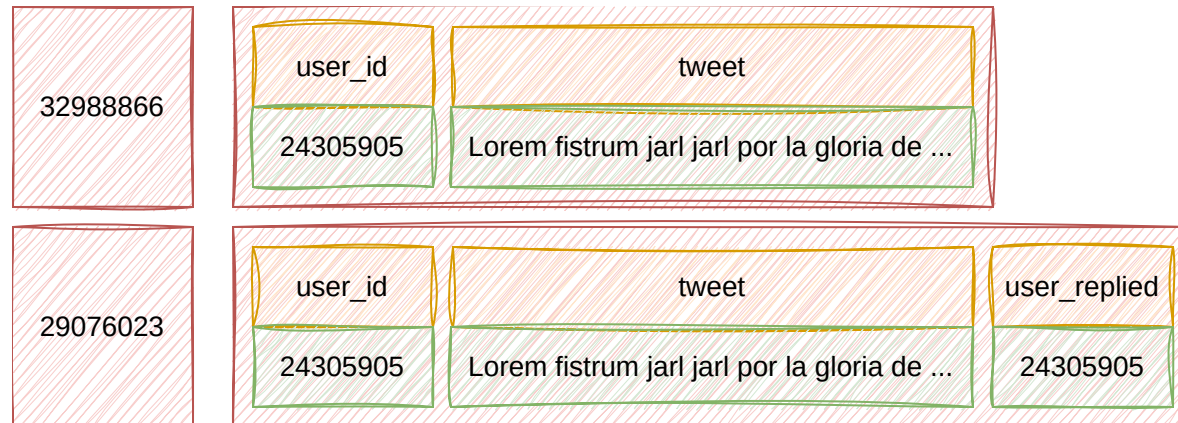 32988866
user_id
tweet
24305905
Lorem fistrum jarl jarl por la gloria de ...
29076023
user_id
tweet
user_replied
24305905
Lorem fistrum jarl jarl por la gloria de ...
24305905